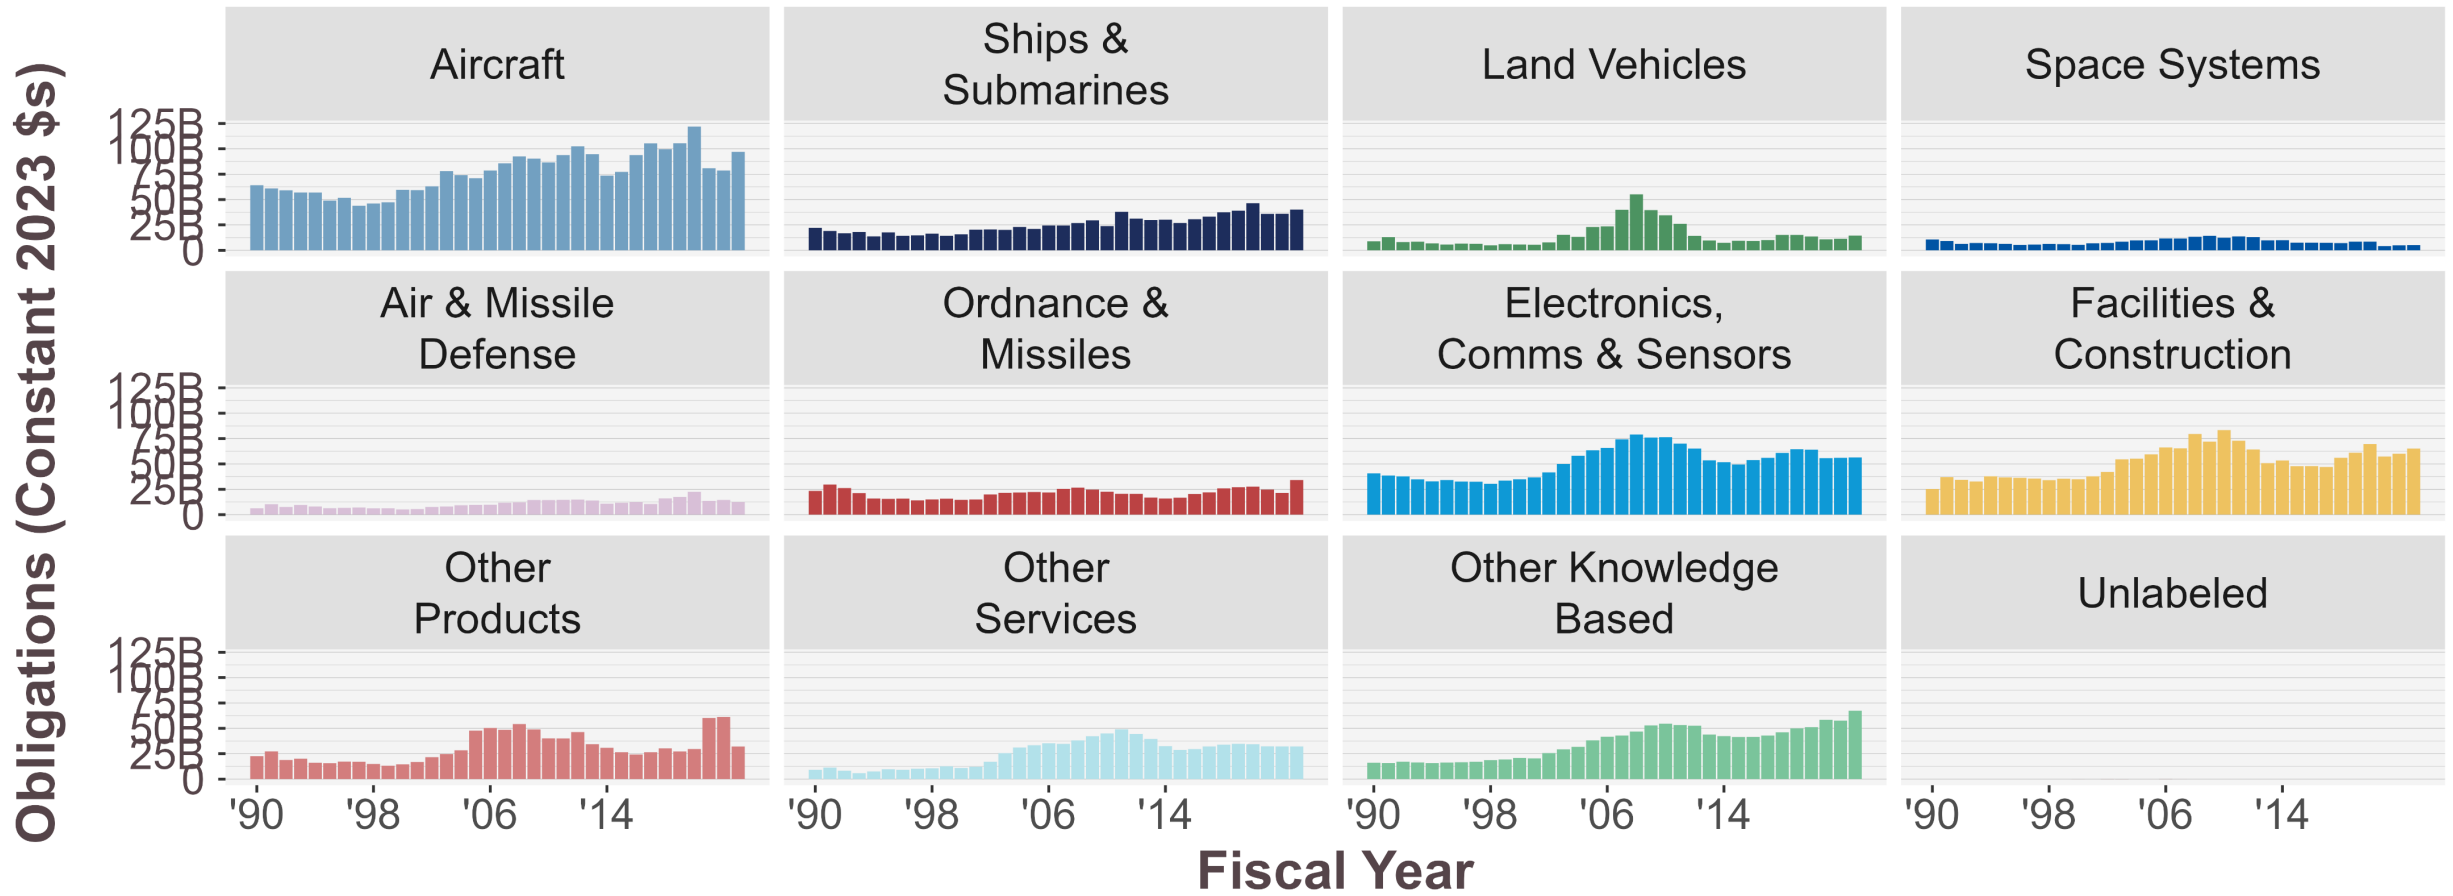 Obligations (Constant 2023 $s)
Aircraft
Ships &
Submarines
Land Vehicles
Space Systems
125B
100B
75B
50B
25B
0
Air & Missile
Defense
Ordnance &
Missiles
Electronics,
Comms & Sensors
Facilities &
Construction
125B
100B
75B
50B
25B
0
Other
Products
Other
Services
Other Knowledge
Based
Unlabeled
125B
100B
75B
50B
25B
0
'90 '98 '06 '14 '90 '98 '06 '14 '90 '98 '06 '14 '90 '98 '06 '14
Fiscal Year